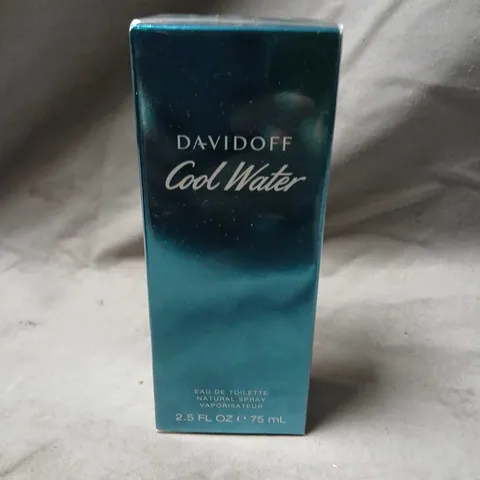 DAVIDOFF
Cool Water
EAU DE TOILETTE
NATURAL SPRAY
VAPORISATEUR
2.5 FL OZ ℮ 75 mL